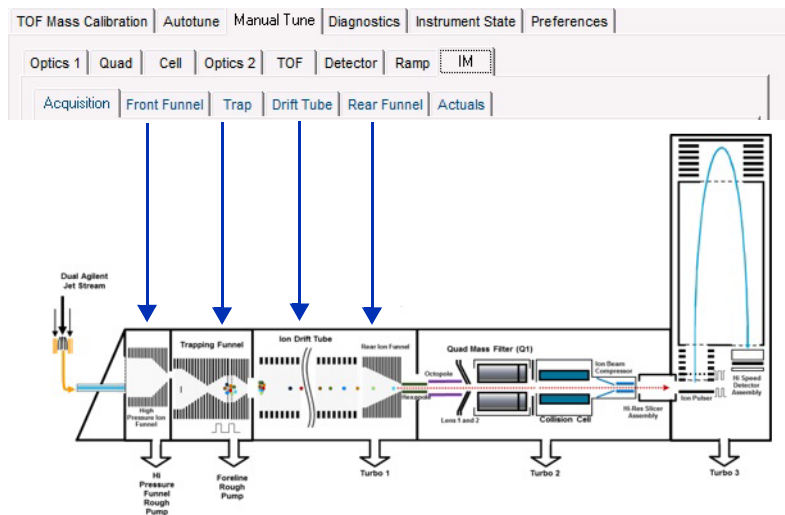 TOF Mass Calibration Autotune Manual Tune Diagnostics Instrument State Preferences
Optics 1 Quad Cell Optics 2 TOF Detector Ramp IM
Acquisition Front Funnel Trap Drift Tube Rear Funnel Actuals
Dual Agilent
Jet Stream
Trapping Funnel
Ion Drift Tube
Rear Ion Funnel
Quad Mass Filter (Q1)
Octopole
Ion Beam
Compressor
Hexapole
High
Pressure Ion
Funnel
Lens 1 and 2
Collision Cell
Hi-Res Slicer
Assembly
Ion Pulser
Hi Speed
Detector
Assembly
Hi
Pressure
Funnel
Rough
Pump
Foreline
Rough
Pump
Turbo 1
Turbo 2
Turbo 3